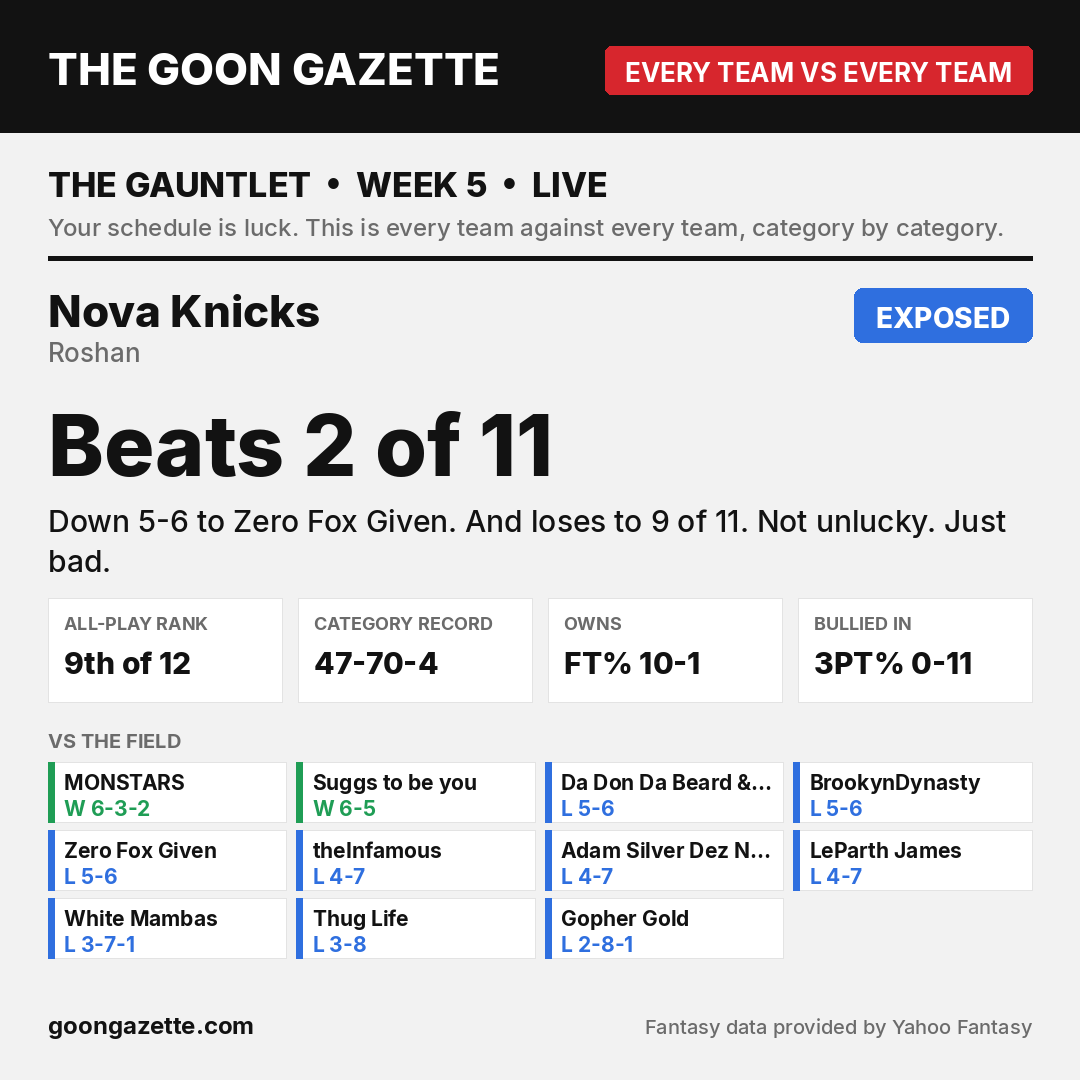 THE GOON GAZETTE
EVERY TEAM VS EVERY TEAM
THE GAUNTLET • WEEK 5 • LIVE
Your schedule is luck. This is every team against every team, category by category.
Nova Knicks
EXPOSED
Roshan
Beats 2 of 11
Down 5-6 to Zero Fox Given. And loses to 9 of 11. Not unlucky. Just
bad.
ALL-PLAY RANK
9th of 12
CATEGORY RECORD
47-70-4
OWNS
FT% 10-1
BULLIED IN
3PT% 0-11
VS THE FIELD
MONSTARS
W 6-3-2
Suggs to be you
W 6-5
Da Don Da Beard &...
L 5-6
BrookynDynasty
L 5-6
Zero Fox Given
L 5-6
theInfamous
L 4-7
Adam Silver Dez N...
L 4-7
LeParth James
L 4-7
White Mambas
L 3-7-1
Thug Life
L 3-8
Gopher Gold
L 2-8-1
goongazette.com
Fantasy data provided by Yahoo Fantasy